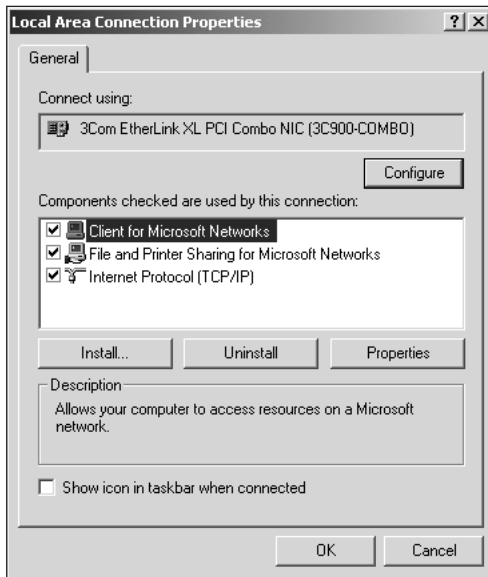 Local Area Connection Properties
General
Connect using:
3Com EtherLink XL PCI Combo NIC (3C900-COMBO)
Configure
Components checked are used by this connection:
Client for Microsoft Networks
File and Printer Sharing for Microsoft Networks
Internet Protocol (TCP/IP)
Install... Uninstall Properties
Description
Allows your computer to access resources on a Microsoft
network.
Show icon in taskbar when connected
OK Cancel